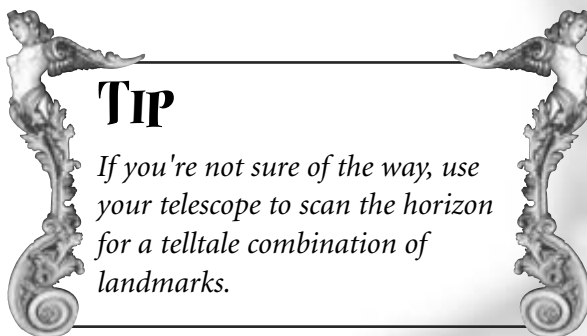 TIP
If you're not sure of the way, use
your telescope to scan the horizon
for a telltale combination of
landmarks.